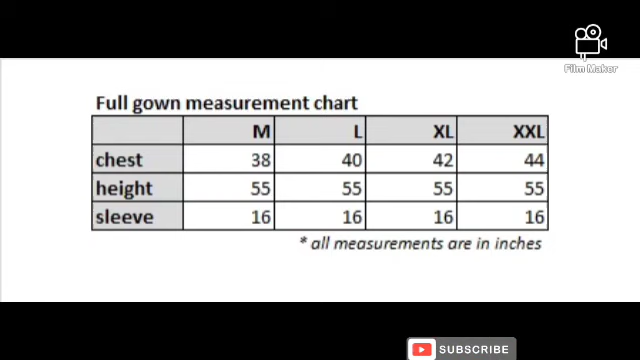 Film Maker
Full gown measurement chart
M L XL XXL
chest 38 40 42 44
height 55 55 55 55
sleeve 16 16 16 16
* all measurements are in inches
SUBSCRIBE